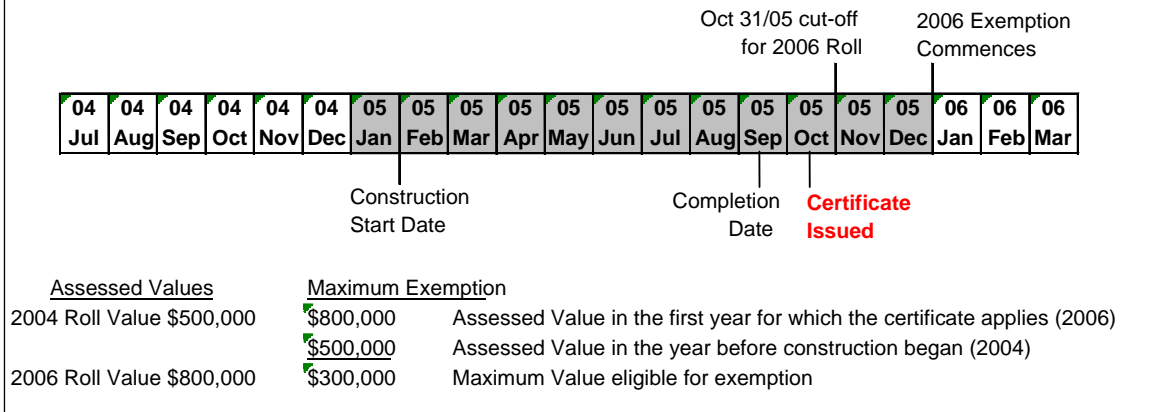 Oct 31/05 cut-off
for 2006 Roll
2006 Exemption
Commences
04 04 04 04 04 04 05 05 05 05 05 05 05 05 05 05 05 05 06 06 06
Jul Aug Sep Oct Nov Dec Jan Feb Mar Apr May Jun Jul Aug Sep Oct Nov Dec Jan Feb Mar
Construction
Start Date
Completion
Date
Certificate
Issued
Assessed Values Maximum Exemption
2004 Roll Value $500,000 $800,000 Assessed Value in the first year for which the certificate applies (2006)
$500,000 Assessed Value in the year before construction began (2004)
2006 Roll Value $800,000 $300,000 Maximum Value eligible for exemption